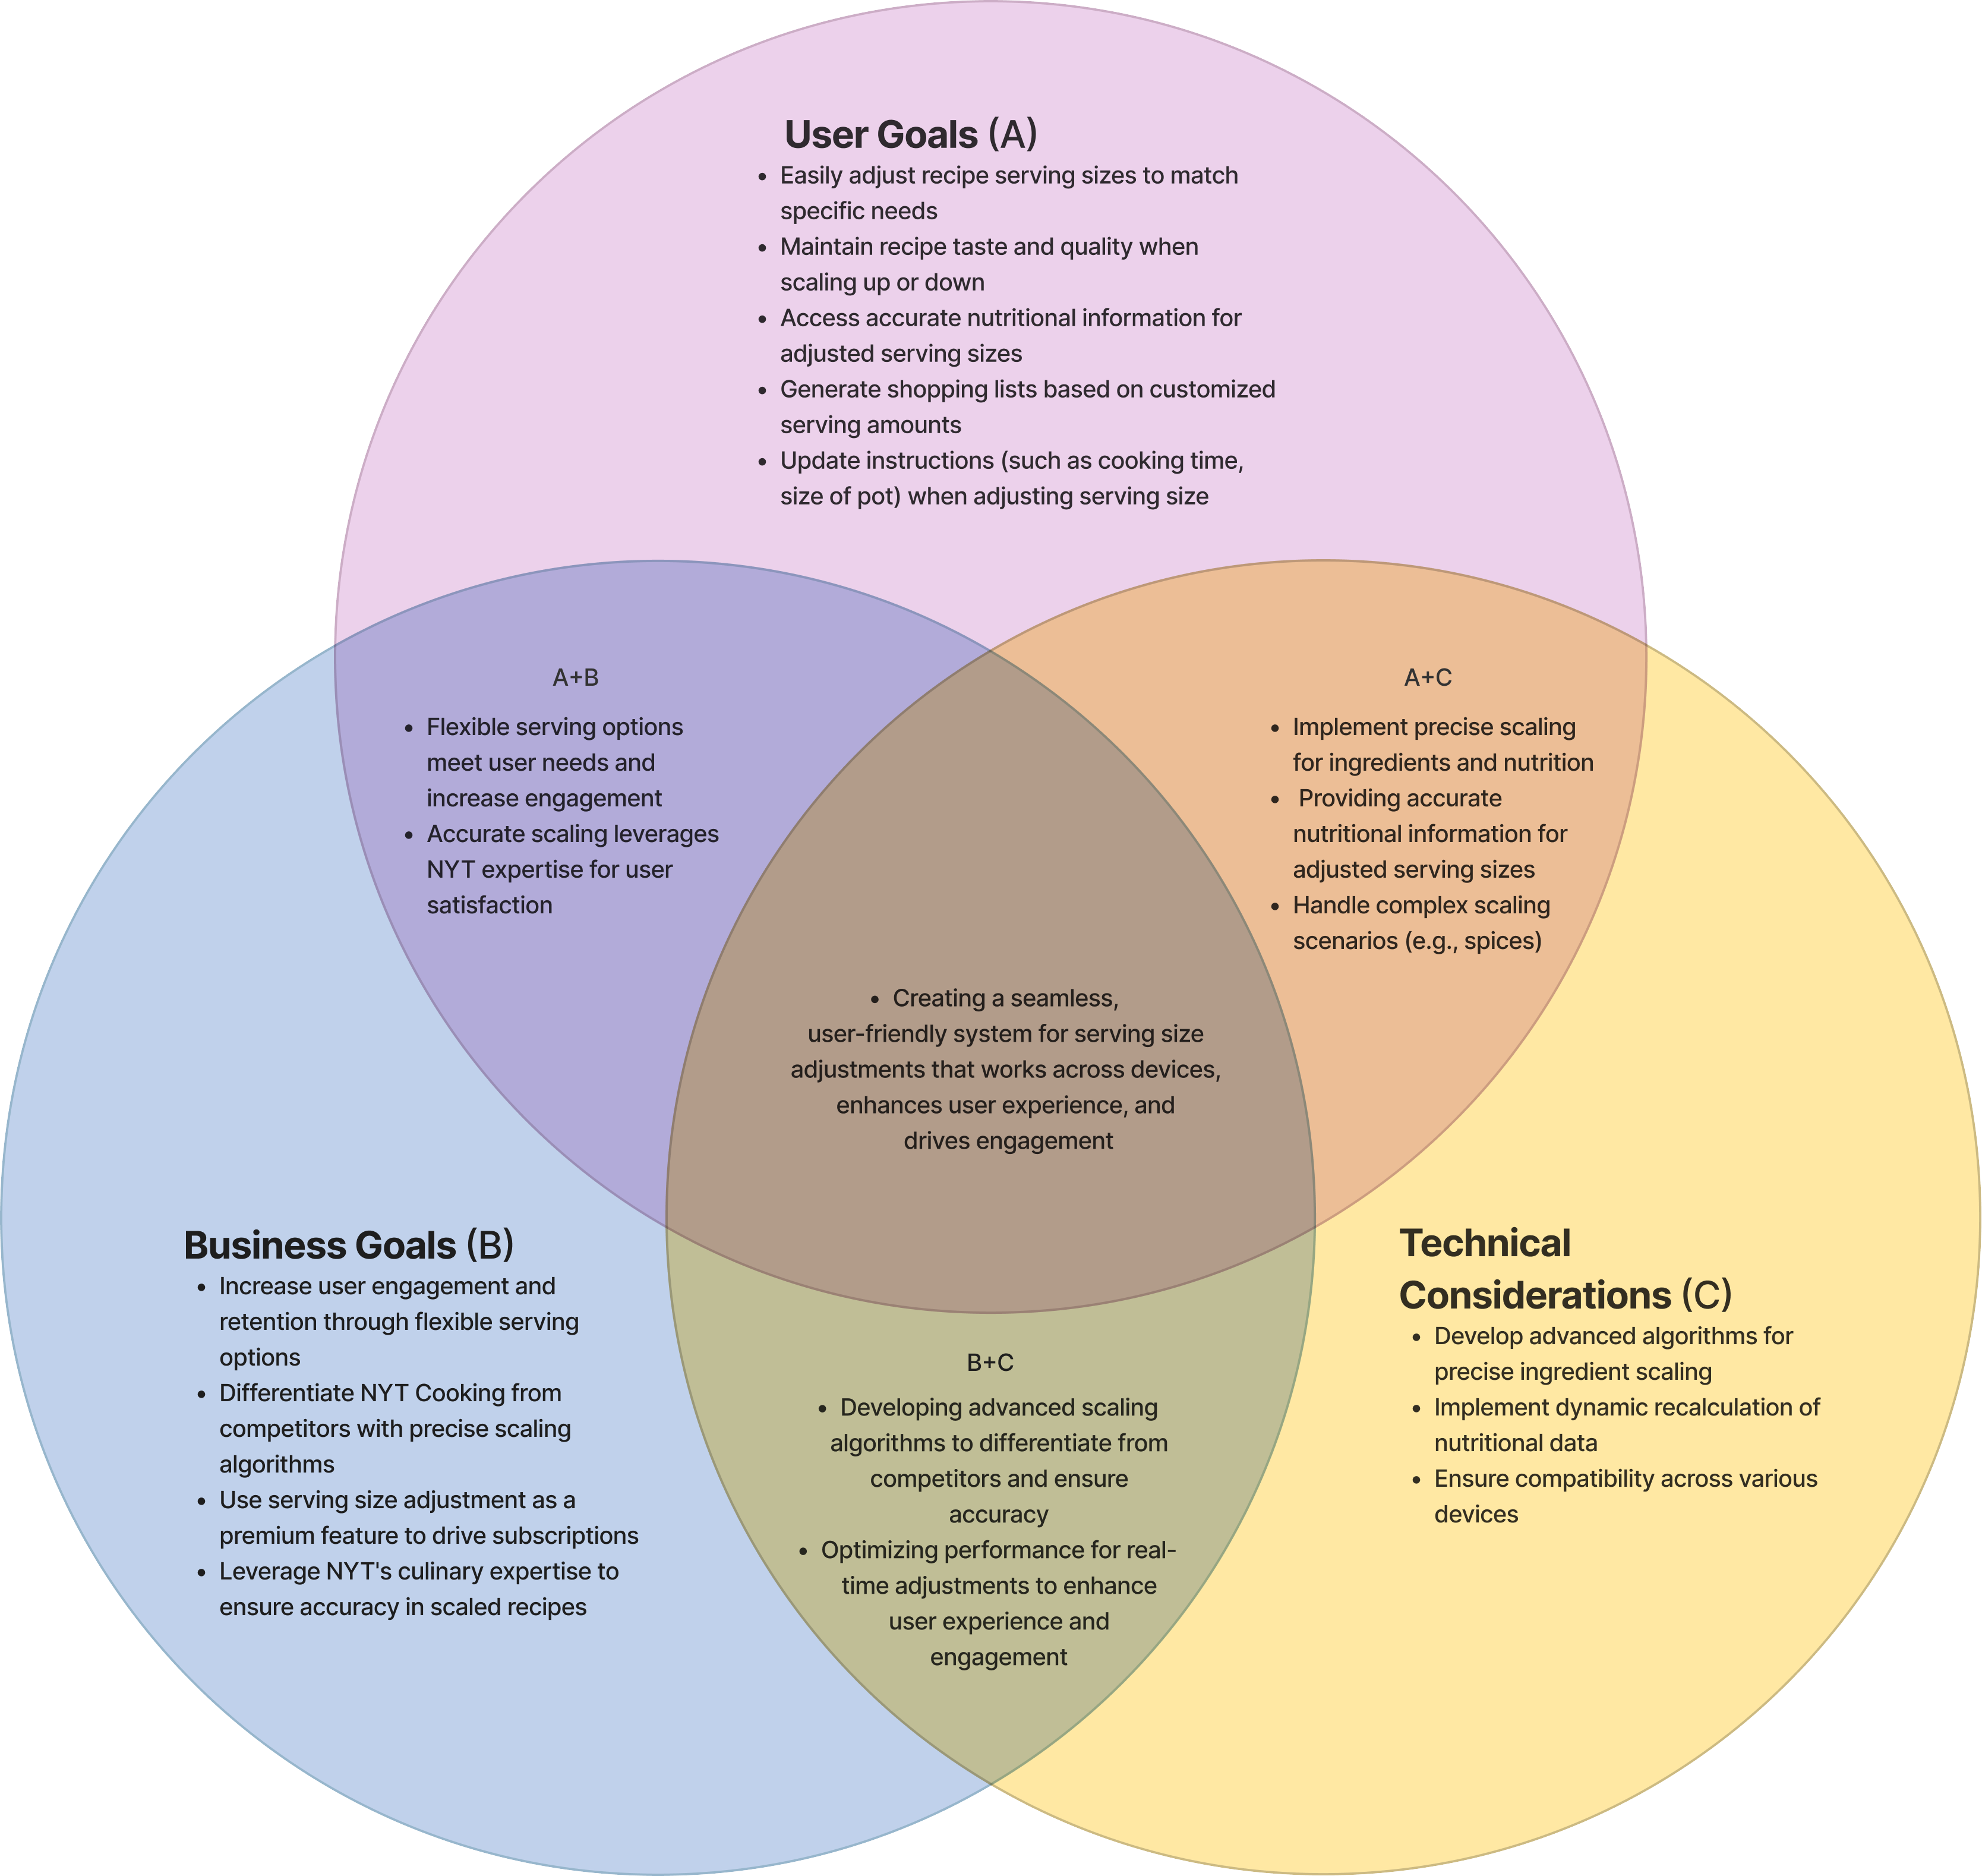 User Goals (A)
• Easily adjust recipe serving sizes to match
specific needs
• Maintain recipe taste and quality when
scaling up or down
• Access accurate nutritional information for
adjusted serving sizes
• Generate shopping lists based on customized
serving amounts
• Update instructions (such as cooking time,
size of pot) when adjusting serving size
A+B
• Flexible serving options
meet user needs and
increase engagement
• Accurate scaling leverages
NYT expertise for user
satisfaction
A+C
• Implement precise scaling
for ingredients and nutrition
• Providing accurate
nutritional information for
adjusted serving sizes
• Handle complex scaling
scenarios (e.g., spices)
• Creating a seamless,
user-friendly system for serving size
adjustments that works across devices,
enhances user experience, and
drives engagement
Business Goals (B)
• Increase user engagement and
retention through flexible serving
options
• Differentiate NYT Cooking from
competitors with precise scaling
algorithms
• Use serving size adjustment as a
premium feature to drive subscriptions
• Leverage NYT's culinary expertise to
ensure accuracy in scaled recipes
B+C
• Developing advanced scaling
algorithms to differentiate from
competitors and ensure
accuracy
• Optimizing performance for real-
time adjustments to enhance
user experience and
engagement
Technical
Considerations (C)
• Develop advanced algorithms for
precise ingredient scaling
• Implement dynamic recalculation of
nutritional data
• Ensure compatibility across various
devices